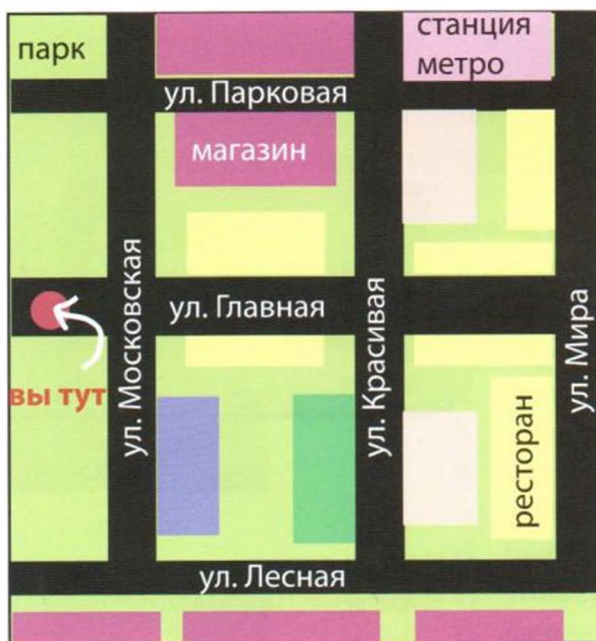 парк
станция
метро
ул. Парковая
магазин
ул. Московская
ул. Главная
ул. Красивая
ул. Мира
вы тут
ресторан
ул. Лесная